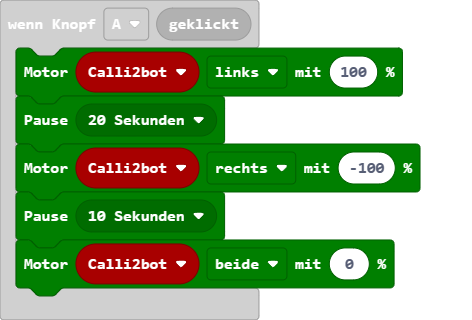 wenn Knopf A geklickt
Motor Calli2bot links mit 100 %
Pause 20 Sekunden
Motor Calli2bot rechts mit -100 %
Pause 10 Sekunden
Motor Calli2bot beide mit 0 %